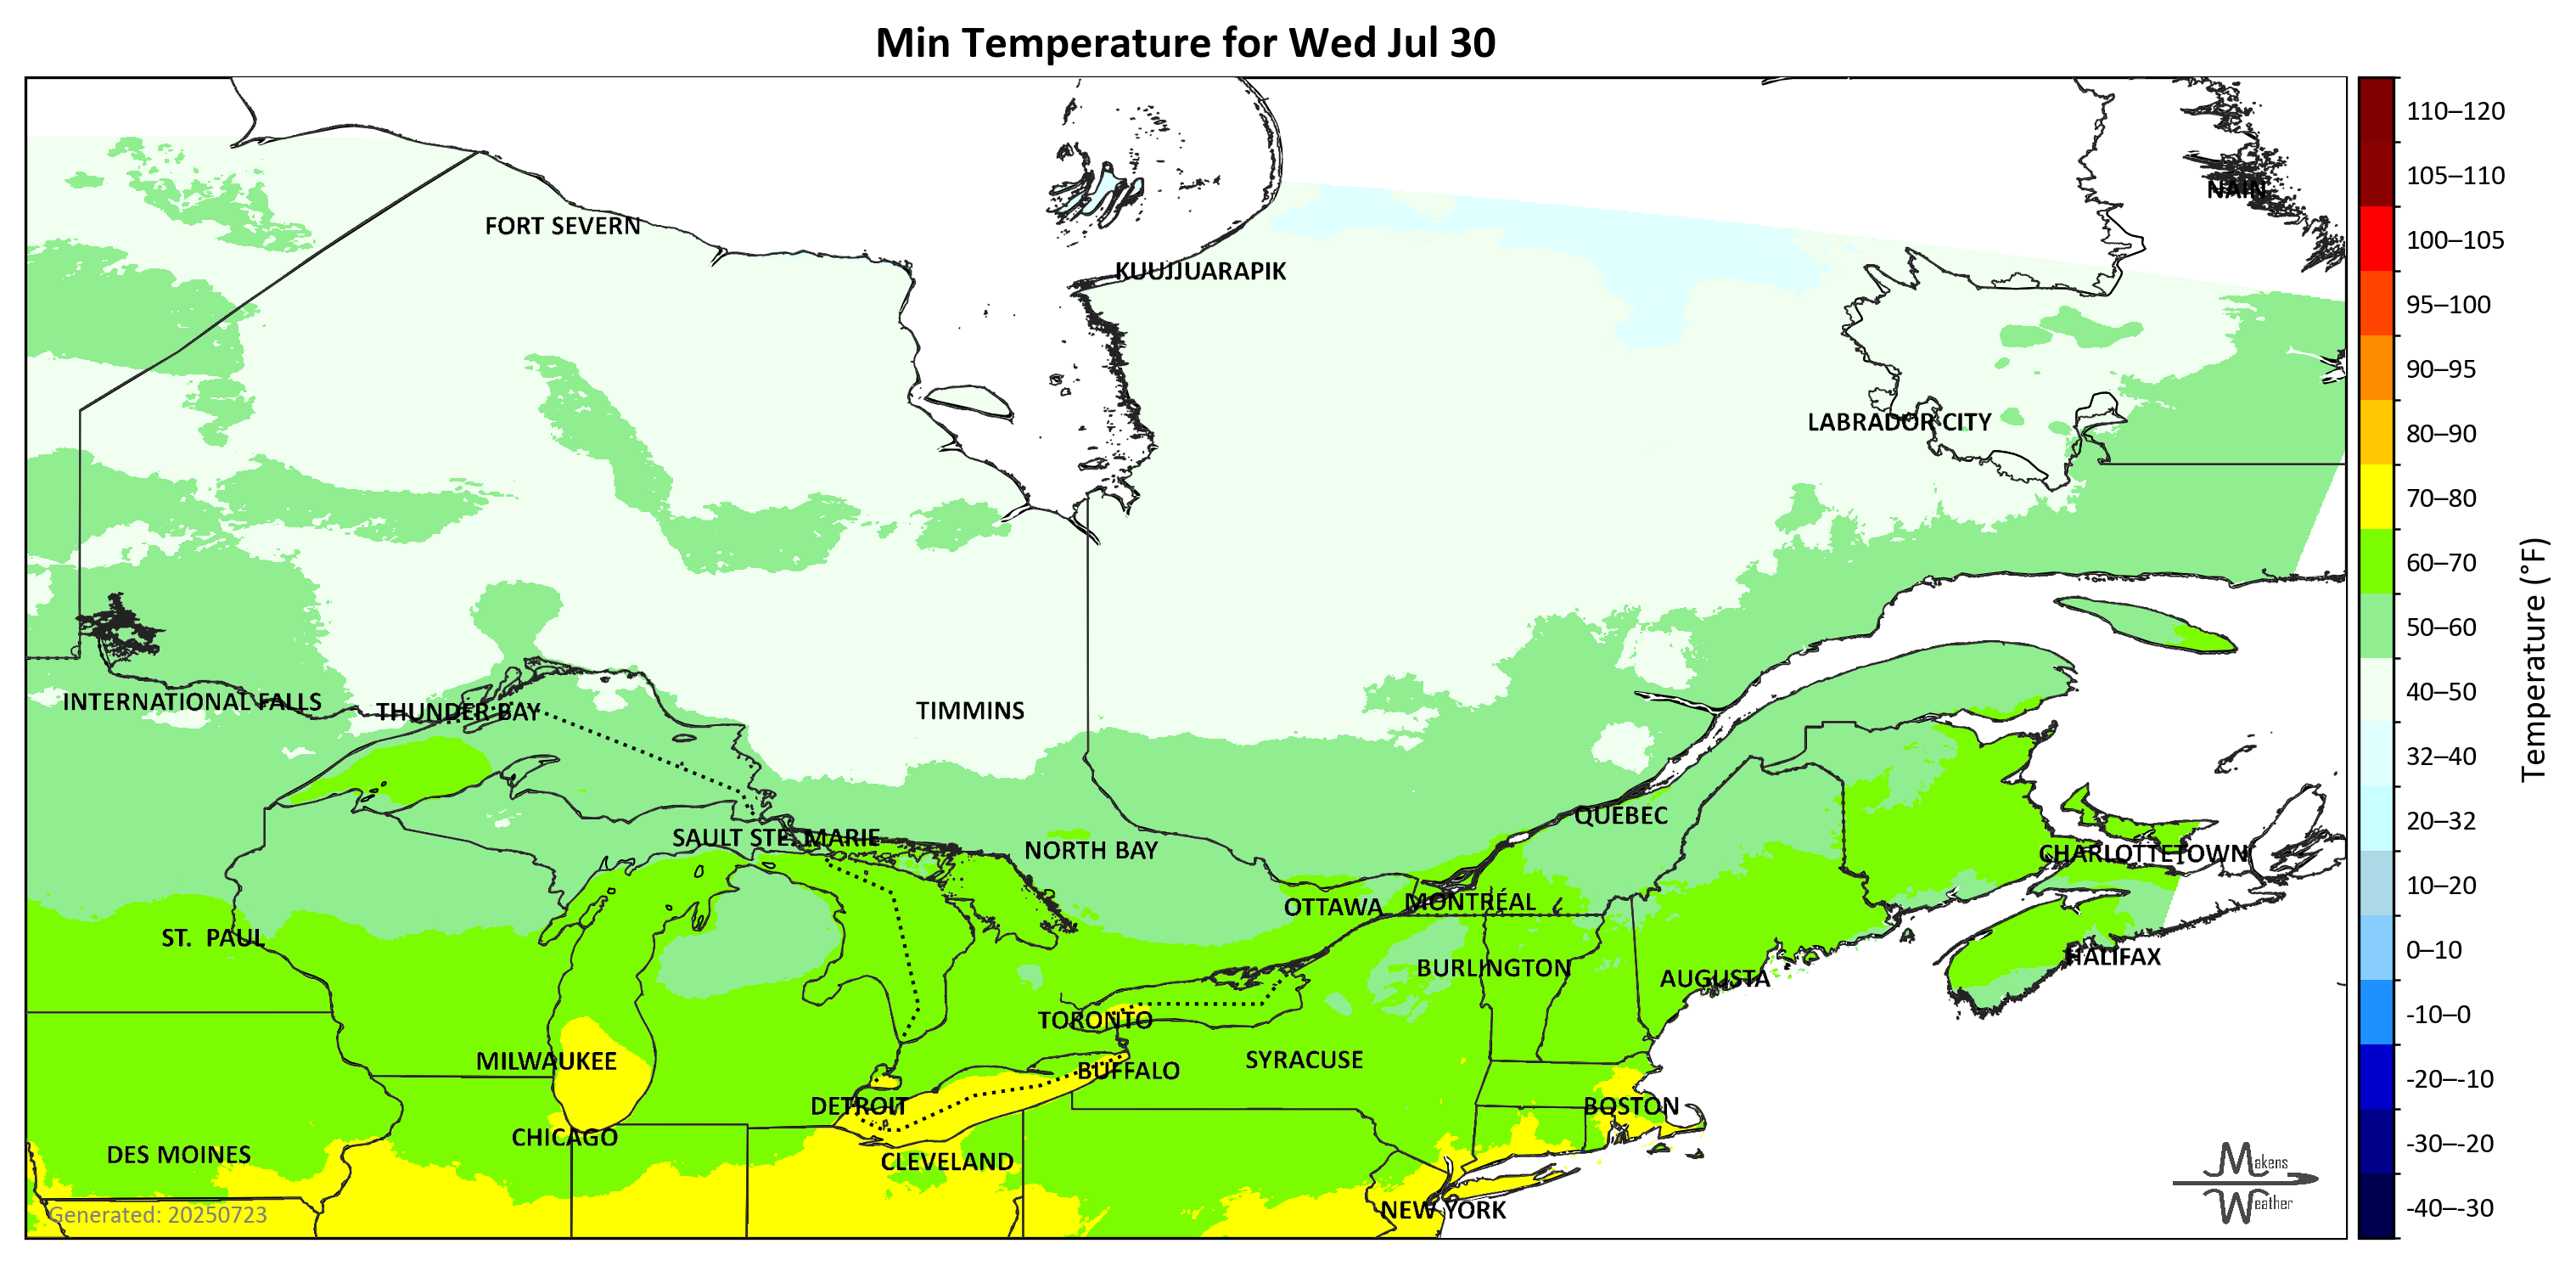 Min Temperature for Wed Jul 30
110–120
NAIN
105–110
FORT SEVERN
100–105
KUUJJUARAPIK
95–100
90–95
LABRADOR CITY
80–90
70–80
60–70
50–60
INTERNATIONAL FALLS
THUNDER BAY
TIMMINS
40–50
Temperature (°F)
32–40
QUÉBEC
20–32
SAULT STE. MARIE
NORTH BAY
CHARLOTTETOWN
10–20
OTTAWA
MONTRÉAL
ST.  PAUL
0–10
HALIFAX
BURLINGTON
AUGUSTA
-10–0
TORONTO
MILWAUKEE
SYRACUSE
BUFFALO
-20–-10
DETROIT
BOSTON
CHICAGO
-30–-20
DES MOINES
CLEVELAND
Makens
Weather
-40–-30
NEW YORK
Generated: 20250723